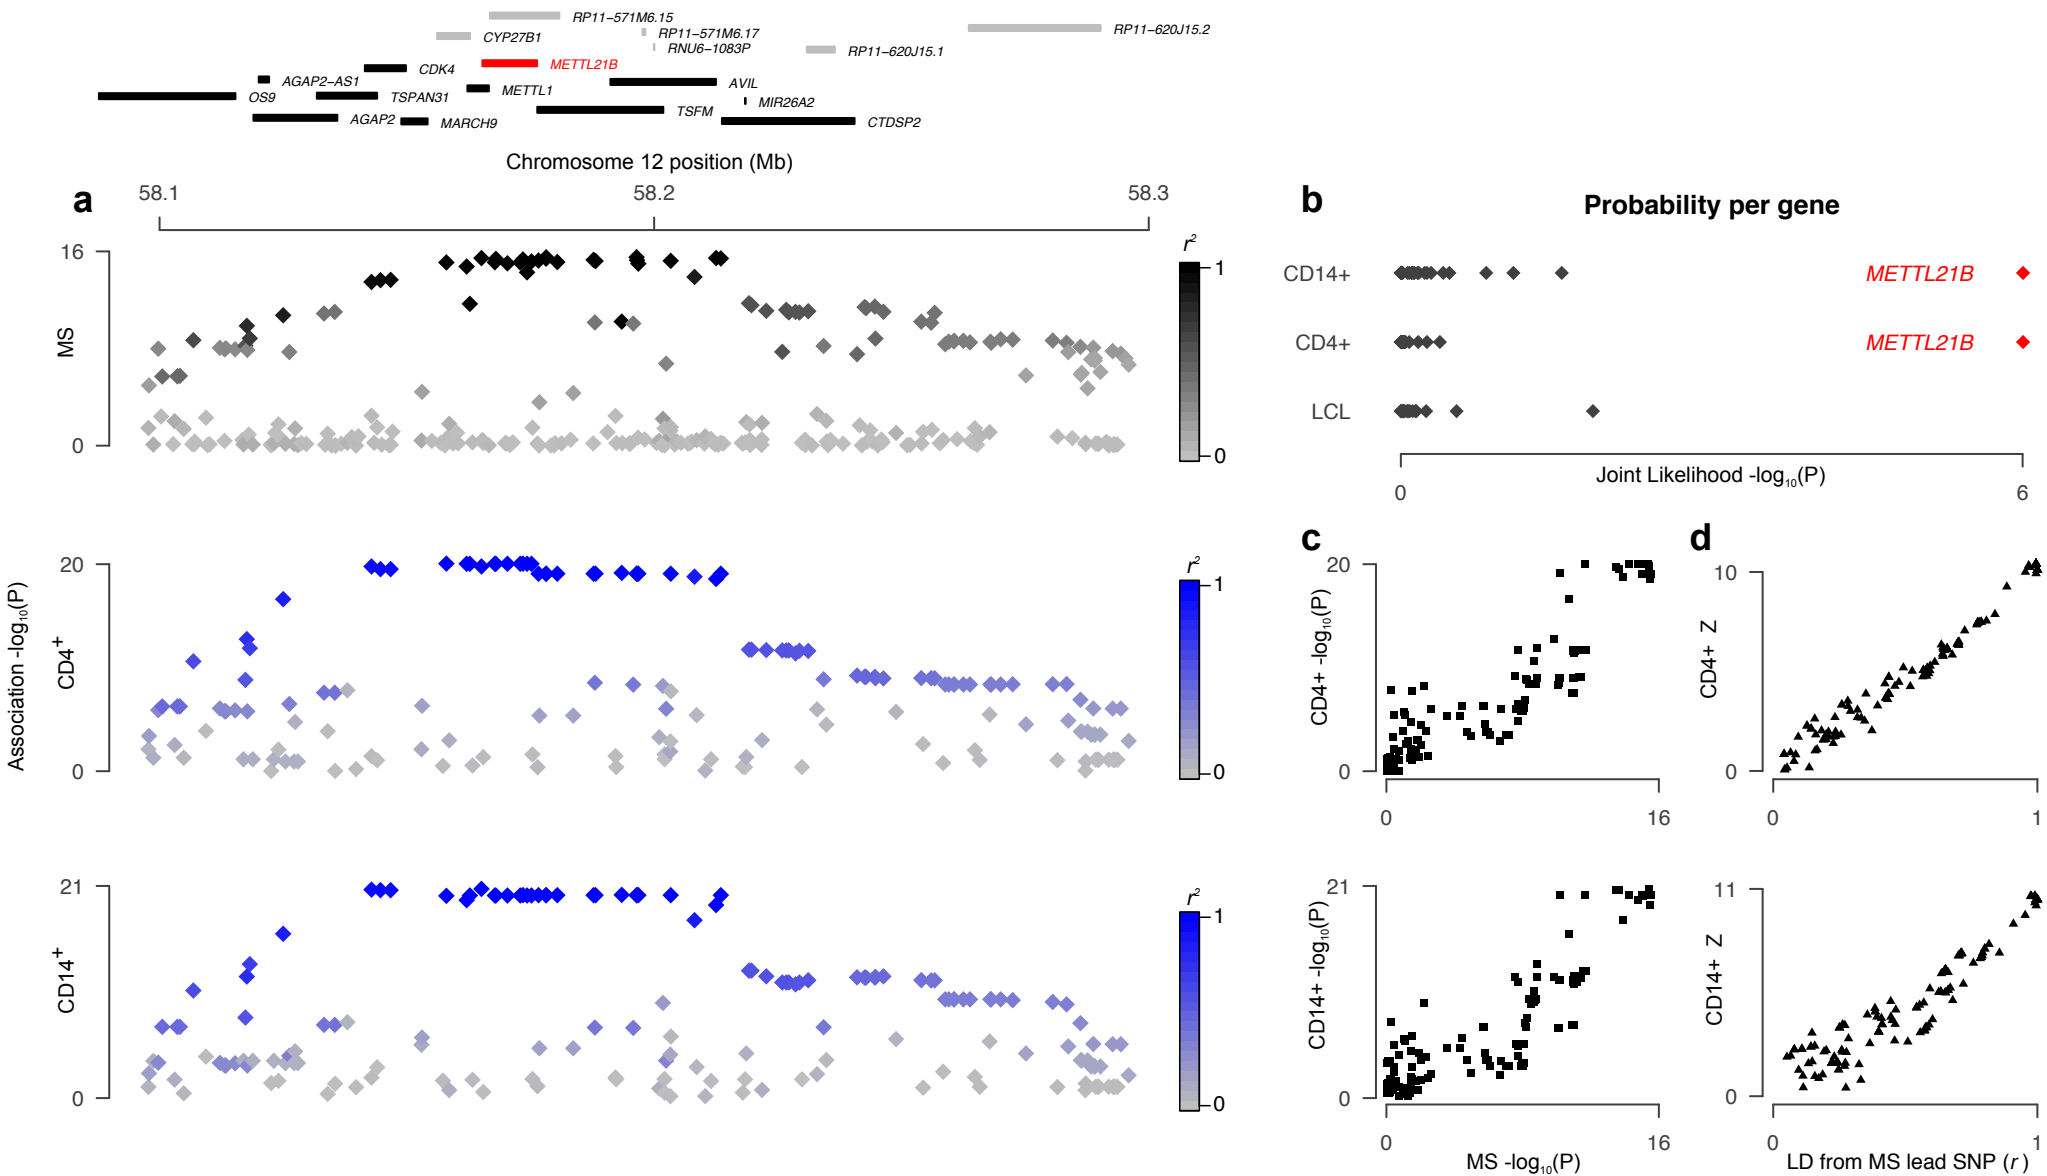 RP11−571M6.15
RP11−620J15.2
CYP27B1
RP11−571M6.17
RNU6−1083P
RP11−620J15.1
CDK4
METTL21B
AGAP2−AS1
AVIL
OS9
TSPAN31
METTL1
MIR26A2
AGAP2
MARCH9
TSFM
CTDSP2
Chromosome 12 position (Mb)
a
58.1
58.2
58.3
16
MS
0
r²
1
0
Association -log₁₀(P)
20
CD4⁺
0
r²
1
0
21
CD14⁺
0
r²
1
0
b
Probability per gene
CD14+
METTL21B
CD4+
METTL21B
LCL
Joint Likelihood -log₁₀(P)
0
6
c
20
CD4+ -log₁₀(P)
0
0
16
d
10
CD4+ Z
0
0
1
21
CD14+ -log₁₀(P)
0
0
16
MS -log₁₀(P)
11
CD14+ Z
0
0
1
LD from MS lead SNP (r )